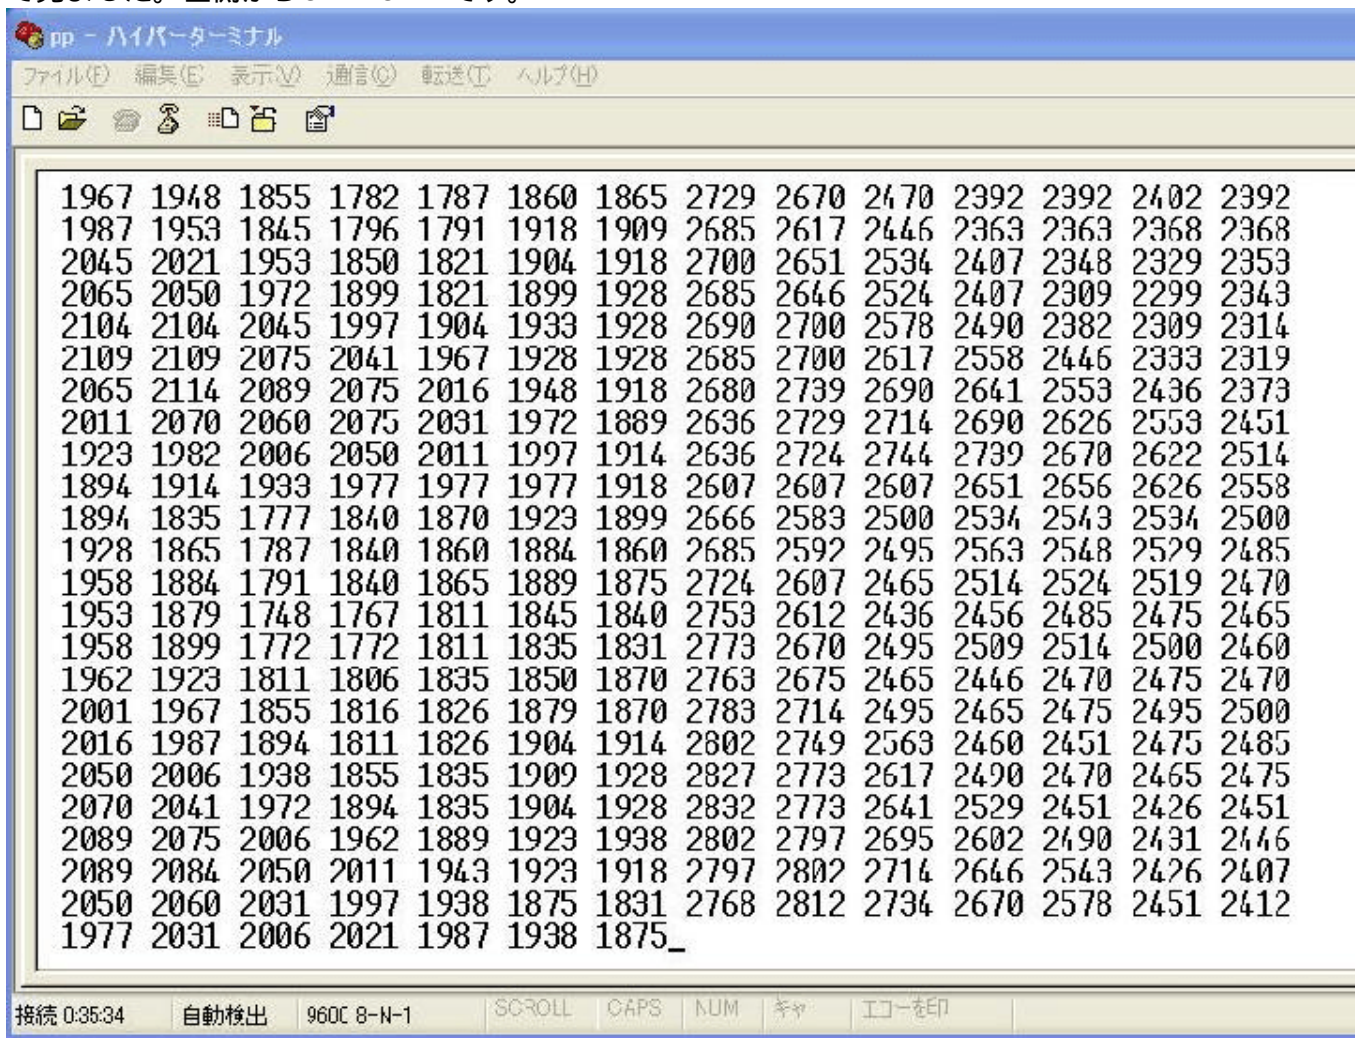 pp - ハイパーターミナル
ファイル(F) 編集(E) 表示(V) 通信(C) 転送(T) ヘルプ(H)
1967 1948 1855 1782 1787 1860 1865 2729 2670 2470 2392 2392 2402 2392
1987 1953 1845 1796 1791 1918 1909 2685 2617 2446 2363 2363 2368 2368
2045 2021 1953 1850 1821 1904 1918 2700 2651 2534 2407 2348 2329 2353
2065 2050 1972 1899 1821 1899 1928 2685 2646 2524 2407 2309 2299 2343
2104 2104 2045 1997 1904 1933 1928 2690 2700 2578 2490 2382 2309 2314
2109 2109 2075 2041 1967 1928 1928 2685 2700 2617 2558 2446 2333 2319
2065 2114 2089 2075 2016 1948 1918 2680 2739 2690 2641 2553 2436 2373
2011 2070 2060 2075 2031 1972 1889 2636 2729 2714 2690 2626 2553 2451
1923 1982 2006 2050 2011 1997 1914 2636 2724 2744 2739 2670 2622 2514
1894 1914 1933 1977 1977 1977 1918 2607 2607 2607 2651 2656 2626 2558
1894 1835 1777 1840 1870 1923 1899 2666 2583 2500 2534 2543 2534 2500
1928 1865 1787 1840 1860 1884 1860 2685 2592 2495 2563 2548 2529 2485
1958 1884 1791 1840 1865 1889 1875 2724 2607 2465 2514 2524 2519 2470
1953 1879 1748 1767 1811 1845 1840 2753 2612 2436 2456 2485 2475 2465
1958 1899 1772 1772 1811 1835 1831 2773 2670 2495 2509 2514 2500 2460
1962 1923 1811 1806 1835 1850 1870 2763 2675 2465 2446 2470 2475 2470
2001 1967 1855 1816 1826 1879 1870 2783 2714 2495 2465 2475 2495 2500
2016 1987 1894 1811 1826 1904 1914 2802 2749 2563 2460 2451 2475 2485
2050 2006 1938 1855 1835 1909 1928 2827 2773 2617 2490 2470 2465 2475
2070 2041 1972 1894 1835 1904 1928 2832 2773 2641 2529 2451 2426 2451
2089 2075 2006 1962 1889 1923 1938 2802 2797 2695 2602 2490 2431 2446
2089 2084 2050 2011 1943 1923 1918 2797 2802 2714 2646 2543 2426 2407
2050 2060 2031 1997 1938 1875 1831 2768 2812 2734 2670 2578 2451 2412
1977 2031 2006 2021 1987 1938 1875_
接続 0:35:34 自動検出 9600 8-N-1 SCROLL CAPS NUM キャ エコーを印